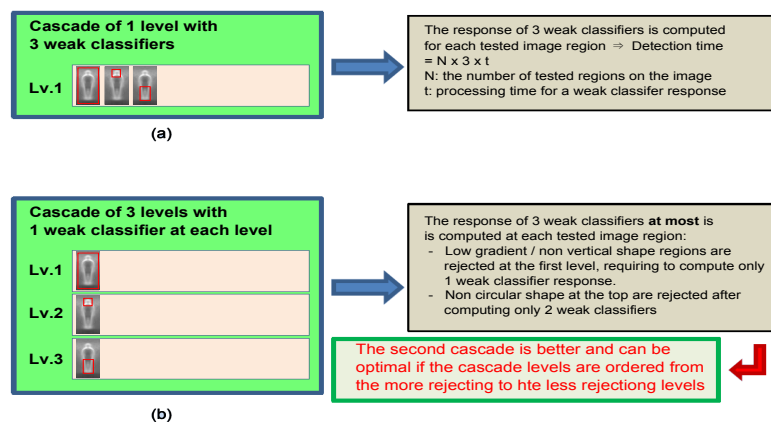 Cascade of 1 level with
3 weak classifiers
Lv.1
(a)
The response of 3 weak classifiers is computed
for each tested image region ⇒ Detection time
= N x 3 x t
N: the number of tested regions on the image
t: processing time for a weak classifer response
Cascade of 3 levels with
1 weak classifier at each level
Lv.1
Lv.2
Lv.3
(b)
The response of 3 weak classifiers at most is
is computed at each tested image region:
- Low gradient / non vertical shape regions are
rejected at the first level, requiring to compute only
1 weak classifier response.
- Non circular shape at the top are rejected after
computing only 2 weak classifiers
The second cascade is better and can be
optimal if the cascade levels are ordered from
the more rejecting to hte less rejectiong levels